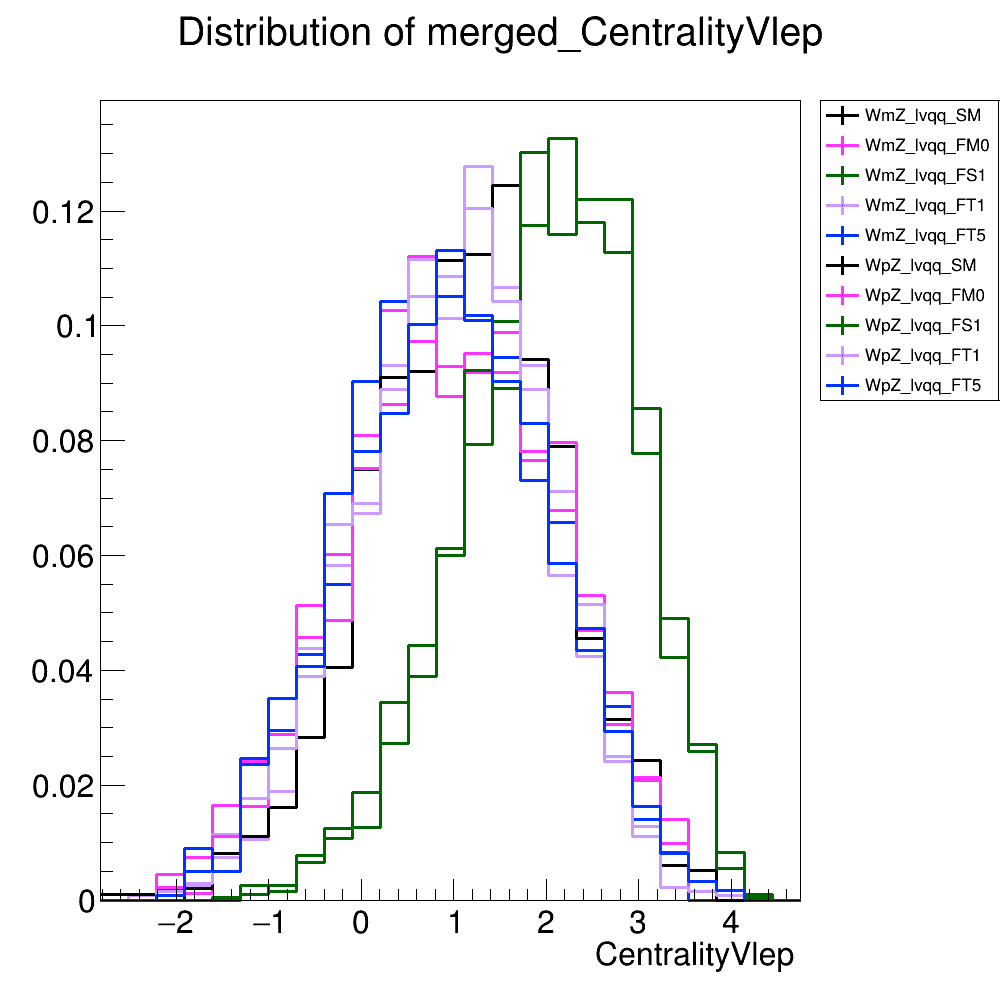 Distribution of merged_CentralityVlep
WmZ_lvqq_SM
WmZ_lvqq_FM0
WmZ_lvqq_FS1
WmZ_lvqq_FT1
WmZ_lvqq_FT5
WpZ_lvqq_SM
WpZ_lvqq_FM0
WpZ_lvqq_FS1
WpZ_lvqq_FT1
WpZ_lvqq_FT5
0.12
0.1
0.08
0.06
0.04
0.02
0
−2 −1 0 1 2 3 4
CentralityVlep